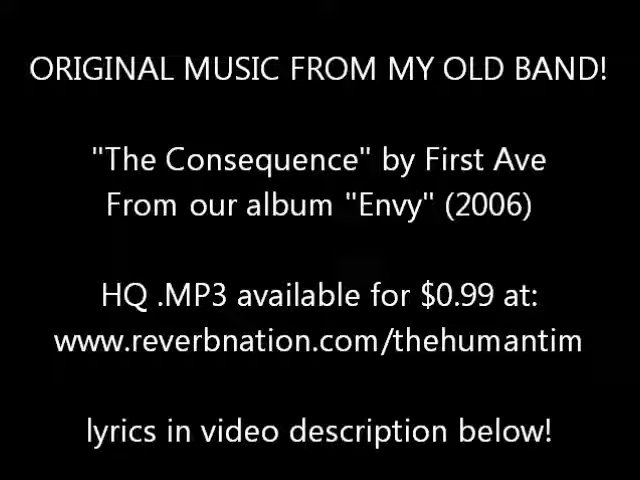 ORIGINAL MUSIC FROM MY OLD BAND!
"The Consequence" by First Ave
From our album "Envy" (2006)
HQ .MP3 available for $0.99 at:
www.reverbnation.com/thehumantim
lyrics in video description below!